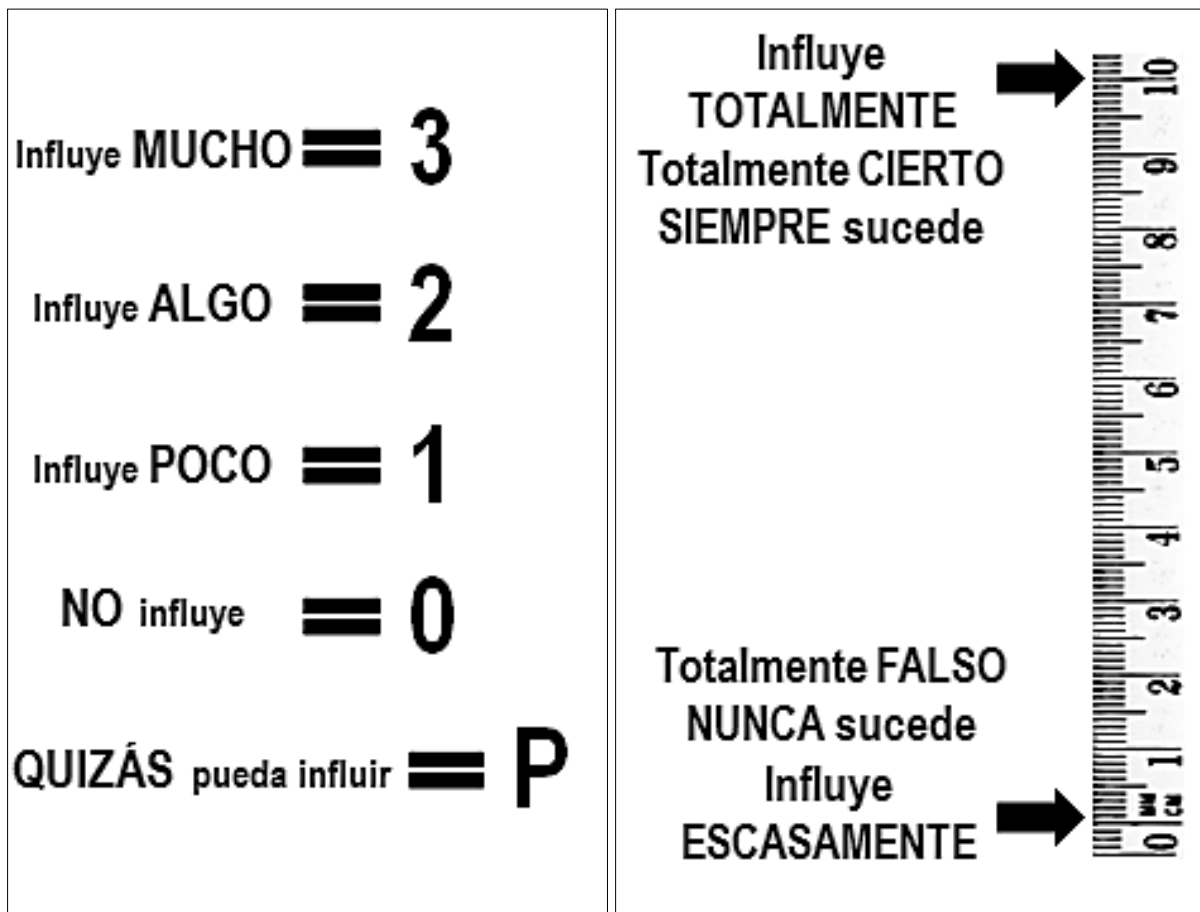 Influye MUCHO = 3
Influye ALGO = 2
Influye POCO = 1
NO influye = 0
QUIZÁS pueda influir = P
Influye
TOTALMENTE
Totalmente CIERTO
SIEMPRE sucede
Totalmente FALSO
NUNCA sucede
Influye
ESCASAMENTE
10
9
8
7
6
5
4
3
2
1
MM
CM
0